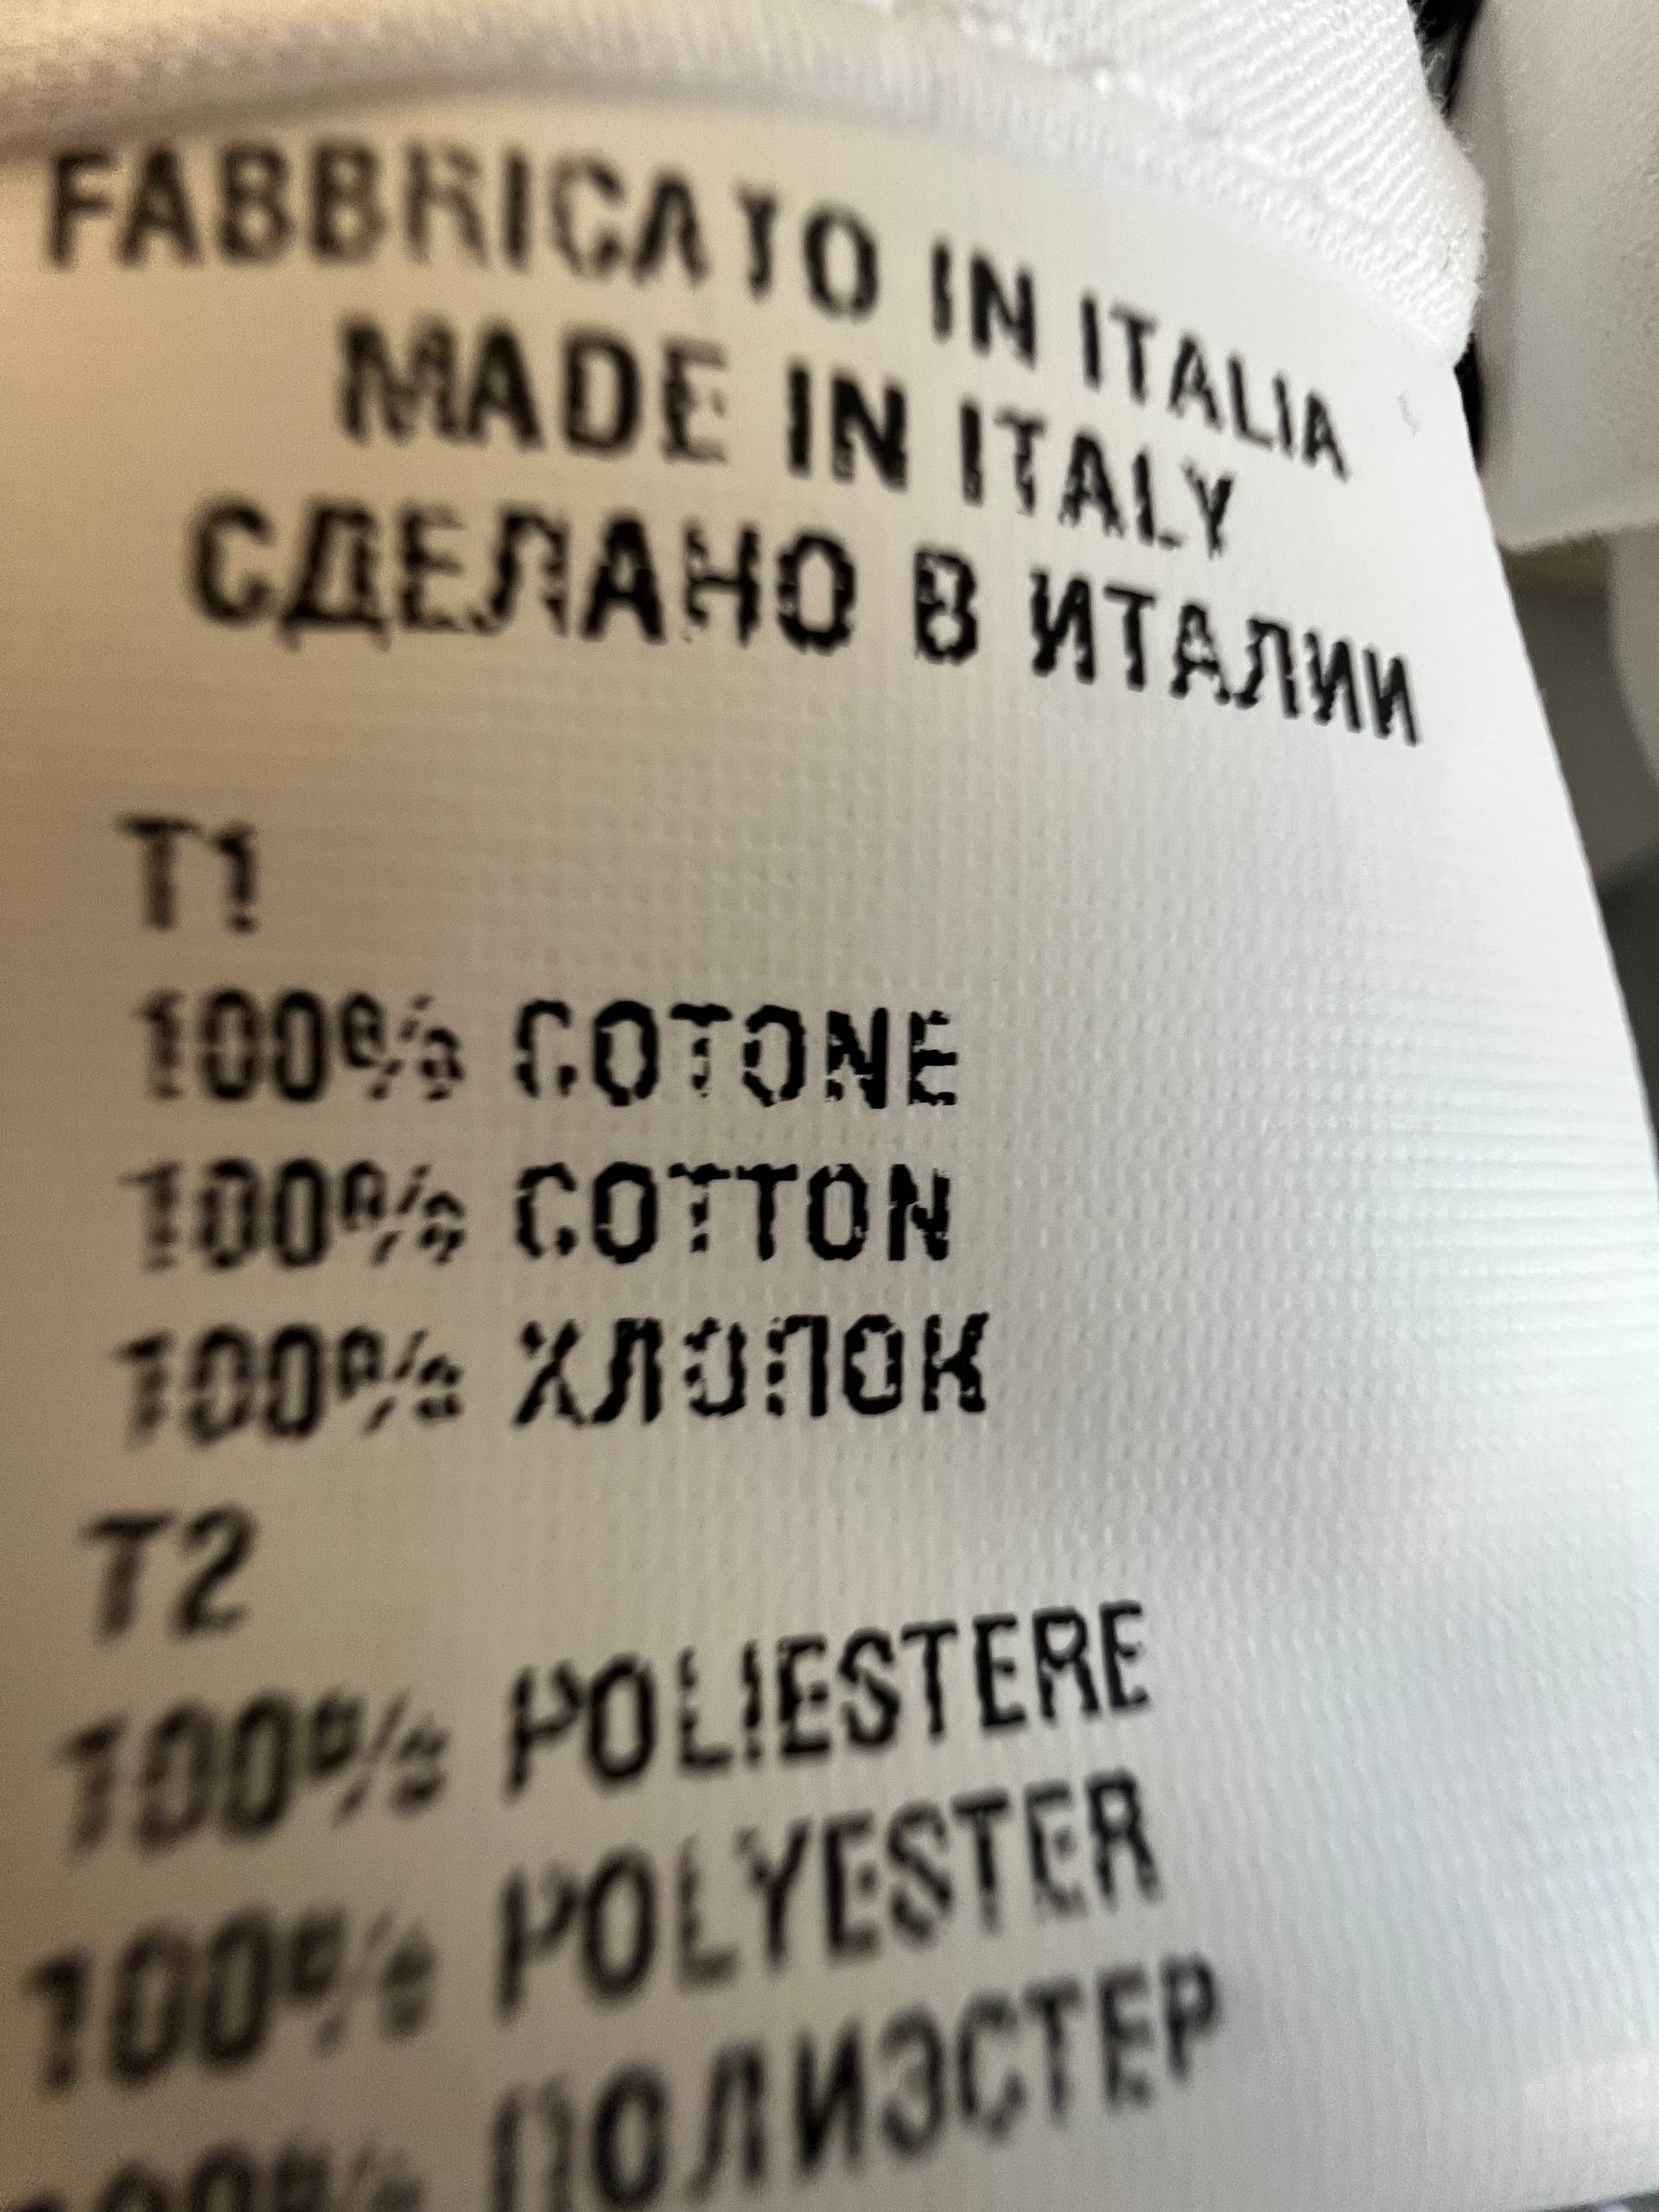 FABBRICATO IN ITALIA
MADE IN ITALY
СДЕЛАНО В ИТАЛИИ
T1
100% COTONE
100% COTTON
100% ХЛОПОК
T2
100% POLIESTERE
100% POLYESTER
100% ПОЛИЭСТЕР